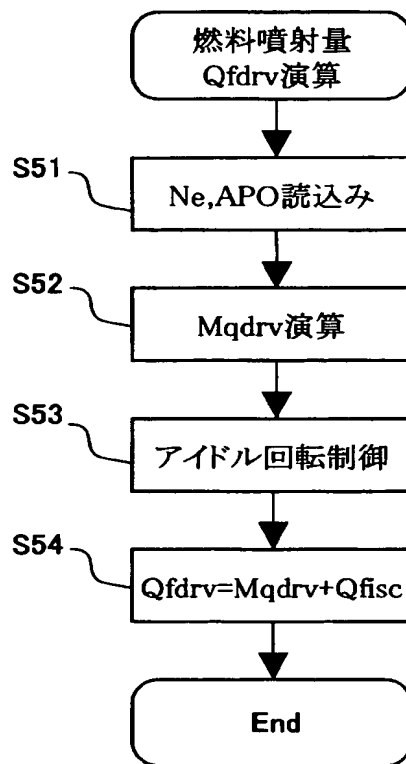 燃料噴射量
Qfdrv演算
S51
Ne,APO読込み
S52
Mqdrv演算
S53
アイドル回転制御
S54
Qfdrv=Mqdrv+Qfisc
End